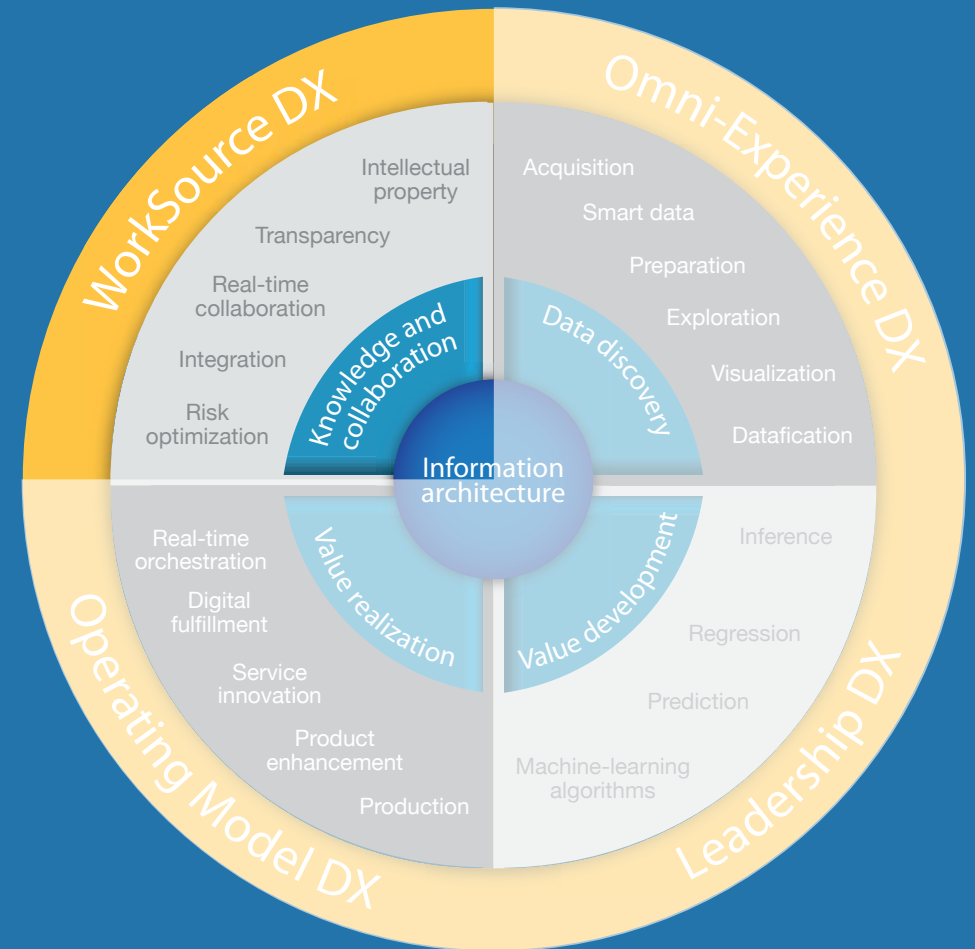 WorkSource DX
Intellectual
property
Transparency
Real-time
collaboration
Integration
Risk
optimization
Knowledge and
collaboration
Omni-Experience DX
Acquisition
Smart data
Preparation
Exploration
Visualization
Datafication
Data discovery
Information
architecture
Operating Model DX
Real-time
orchestration
Digital
fulfillment
Service
innovation
Product
enhancement
Production
Value realization
Leadership DX
Inference
Regression
Prediction
Machine-learning
algorithms
Value development